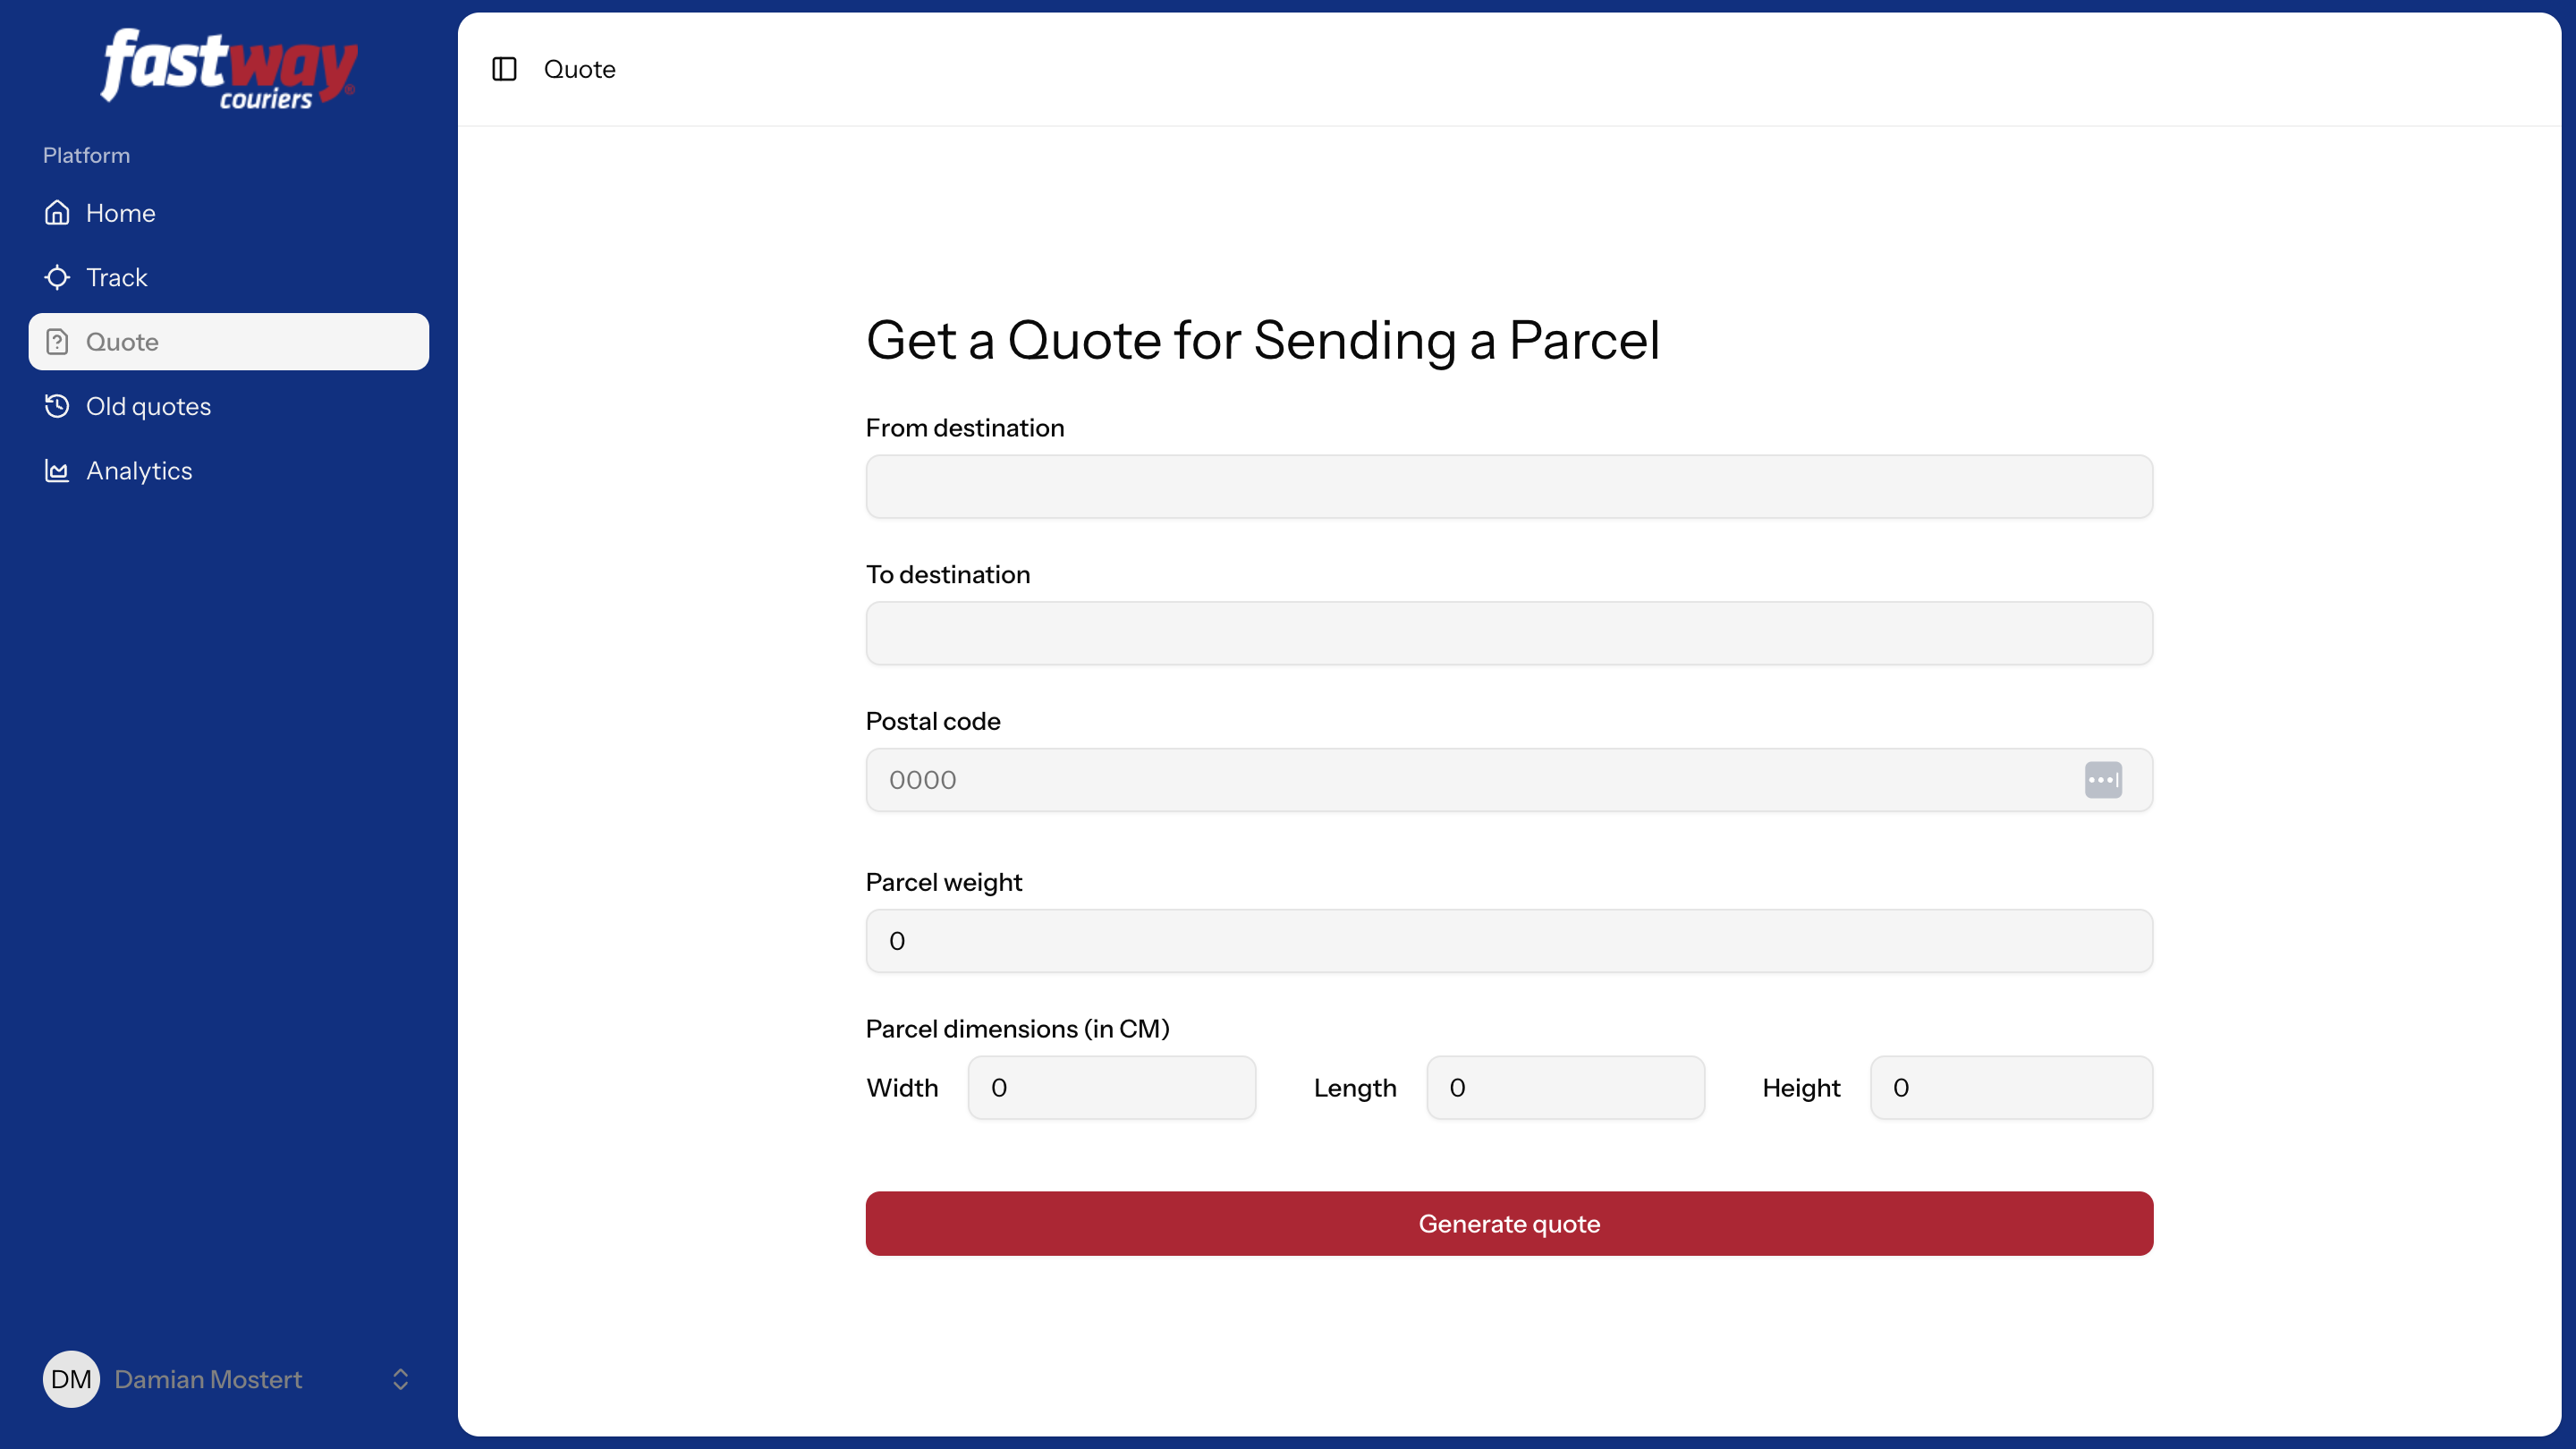 fastway®
couriers
Platform
Home
Track
Quote
Old quotes
Analytics
DM Damian Mostert
Quote
Get a Quote for Sending a Parcel
From destination
To destination
Postal code
0000
Parcel weight
0
Parcel dimensions (in CM)
Width 0 Length 0 Height 0
Generate quote